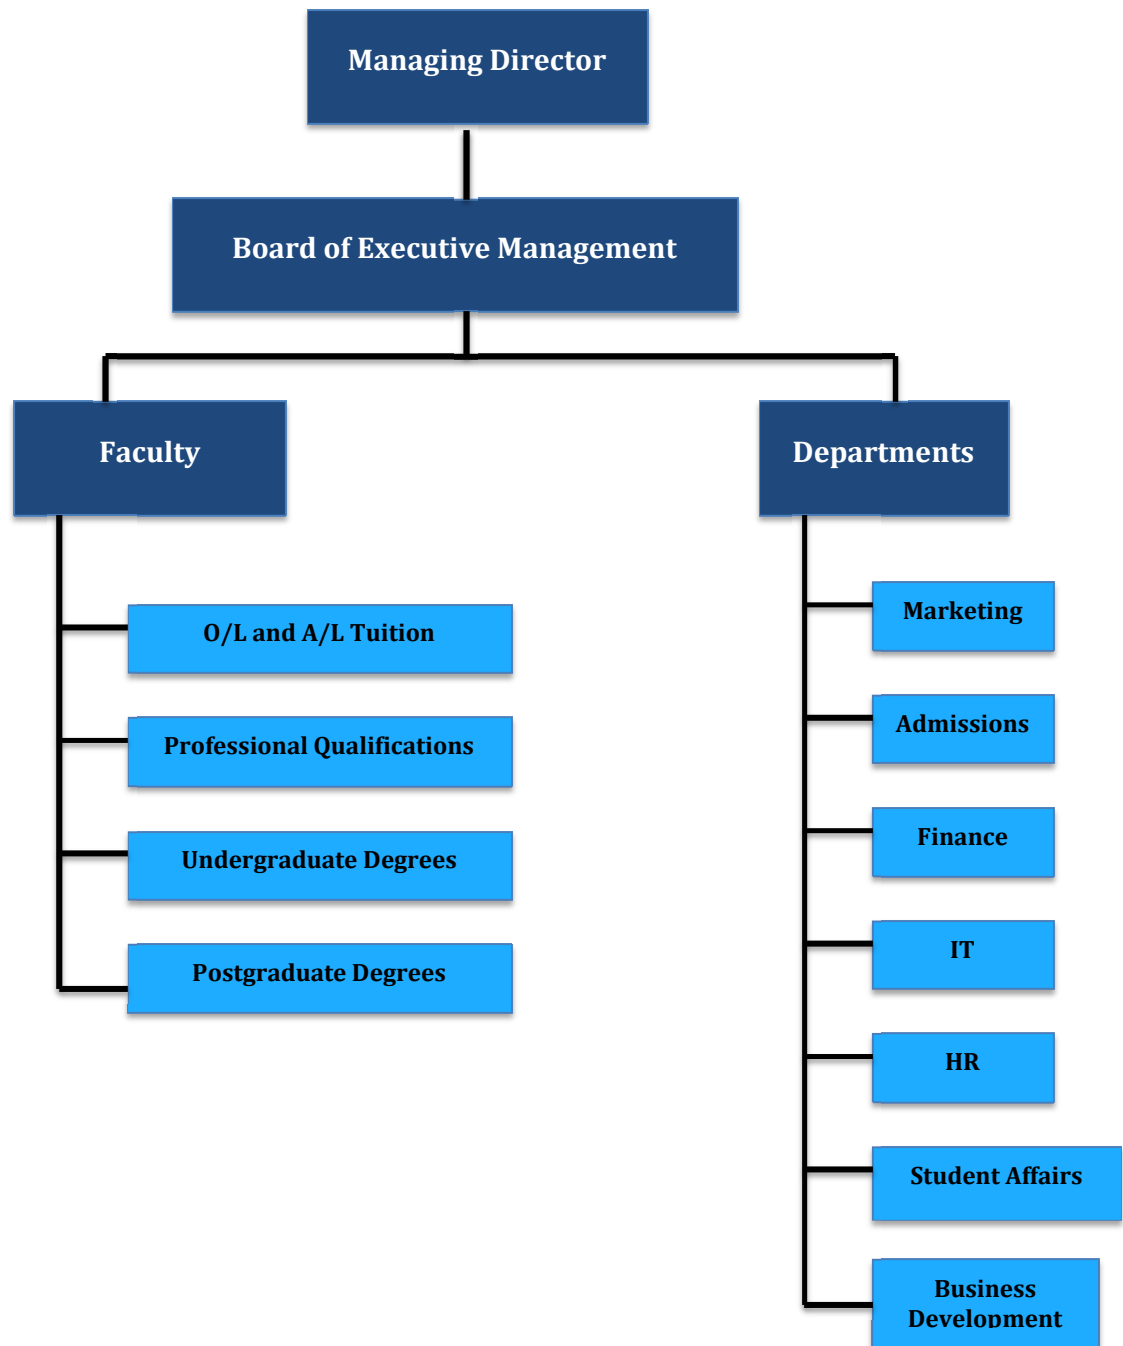 Managing Director
Board of Executive Management
Faculty
Departments
O/L and A/L Tuition
Professional Qualifications
Undergraduate Degrees
Postgraduate Degrees
Marketing
Admissions
Finance
IT
HR
Student Affairs
Business
Development